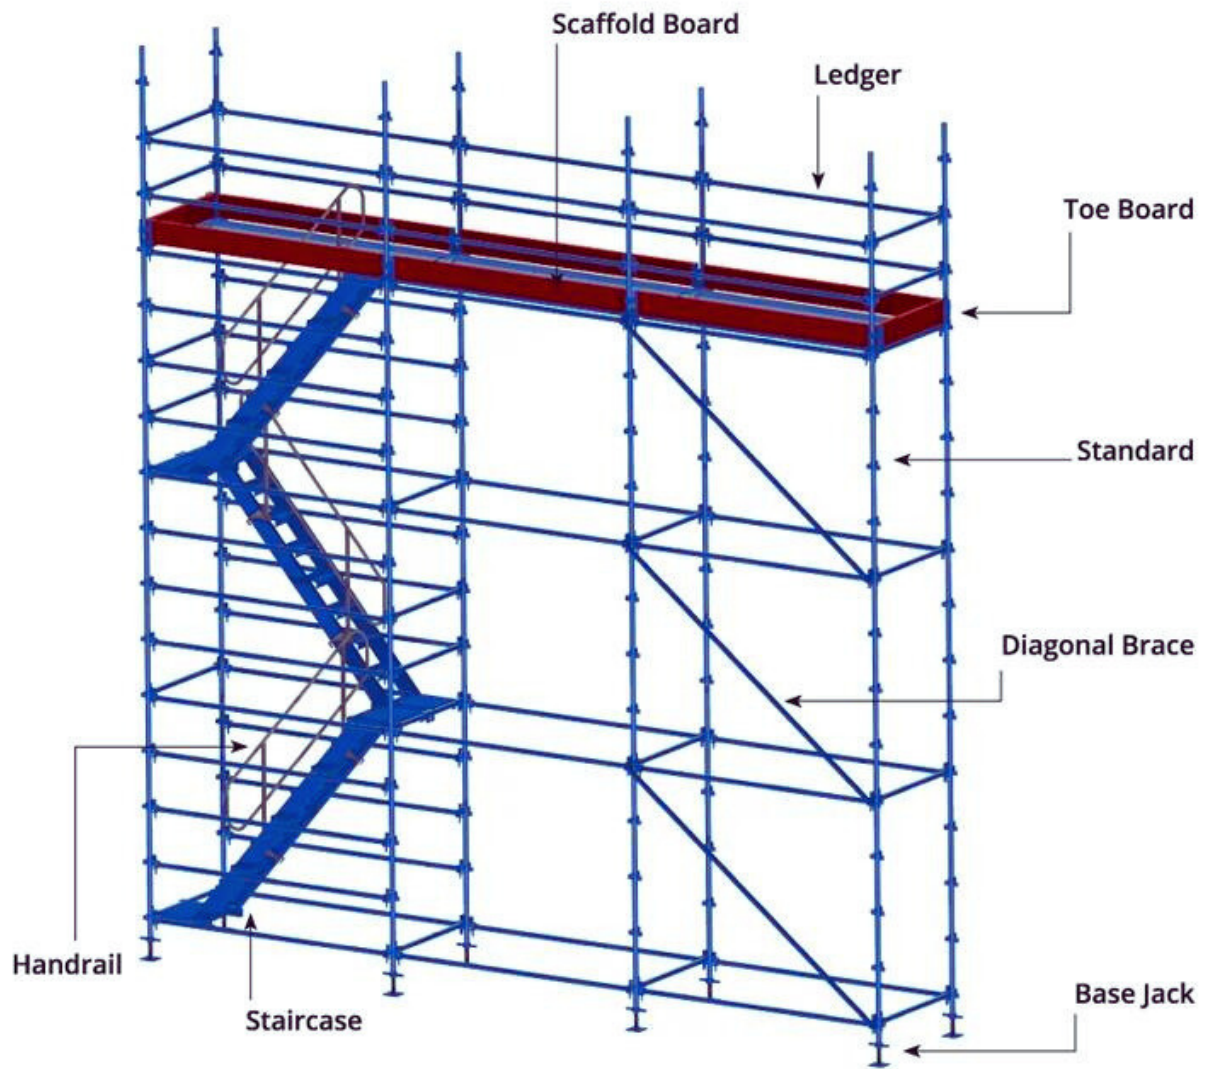 Scaffold Board
Ledger
Toe Board
Standard
Diagonal Brace
Handrail
Staircase
Base Jack